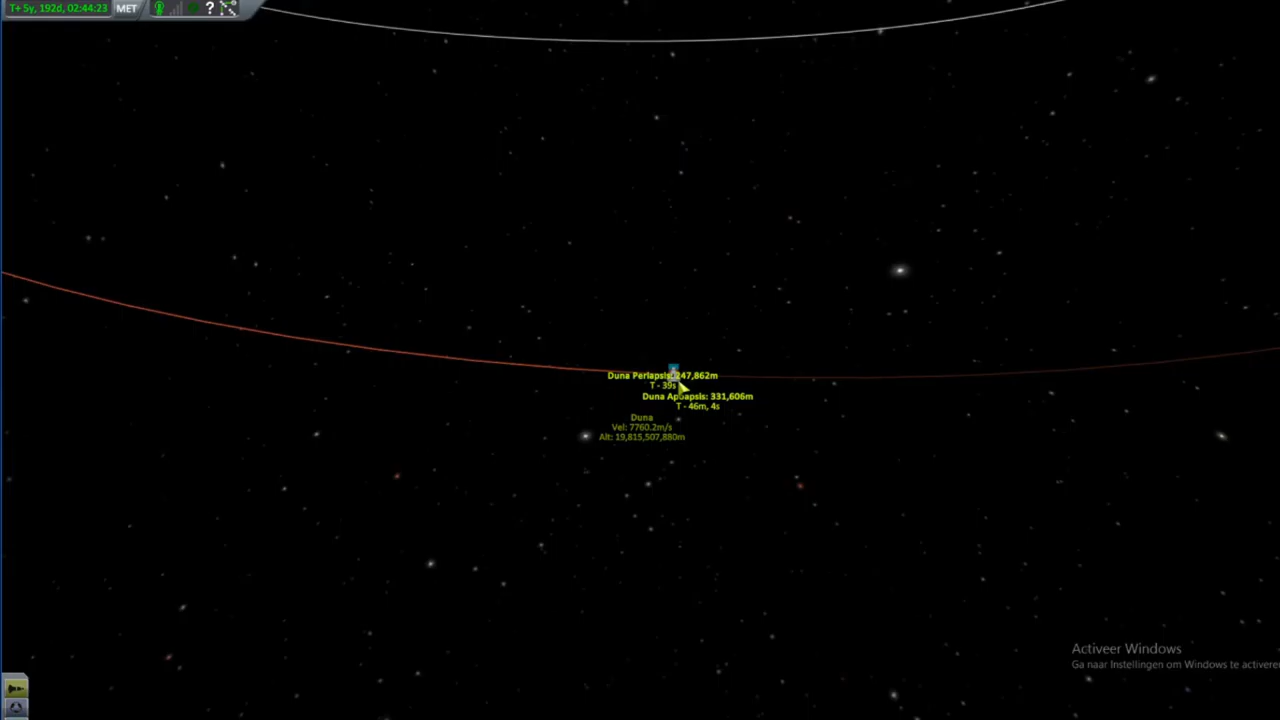 T+ 5y, 192d, 02:44:23 MET ?
Duna Periapsis: 247,862m
T - 39s
Duna Apoapsis: 331,606m
T - 46m, 4s
Duna
Vel: 7760.2m/s
Alt: 19,815,507,880m
Activeer Windows
Ga naar Instellingen om Windows te activeren